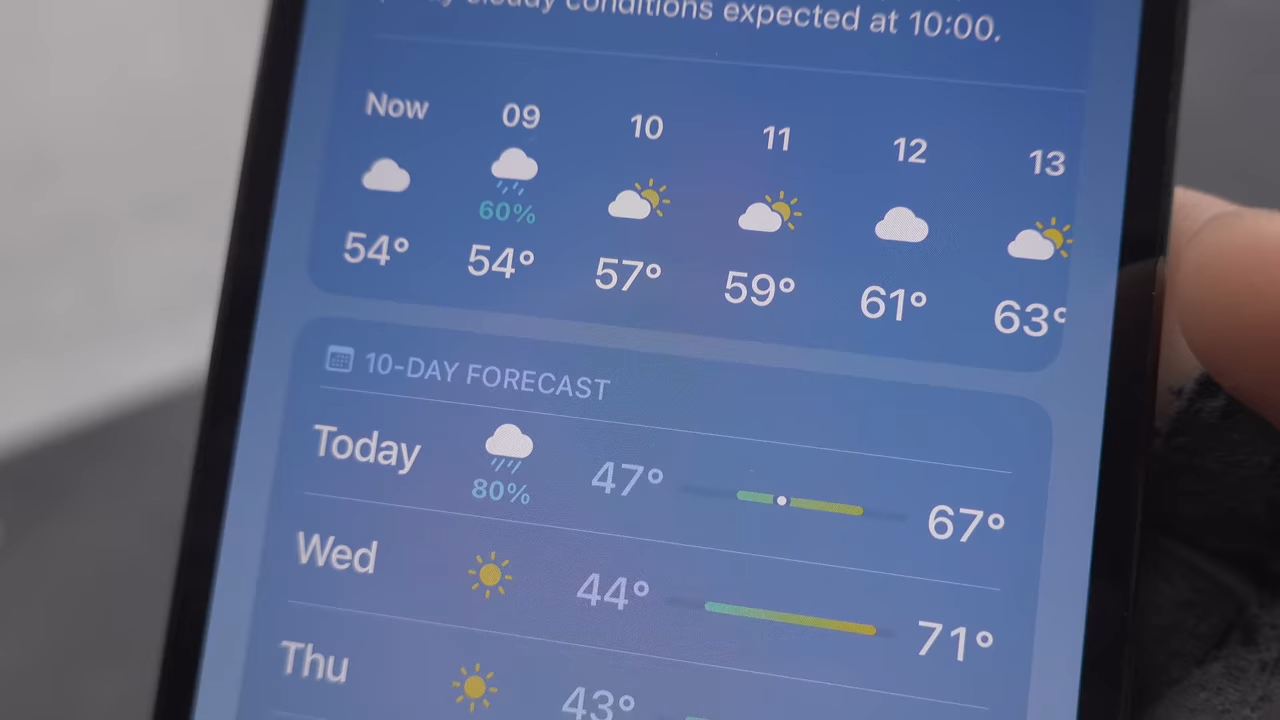 cloudy conditions expected at 10:00.
Now 09 10 11 12 13
60%
54° 54° 57° 59° 61° 63°
10-DAY FORECAST
Today 80% 47° 67°
Wed 44° 71°
Thu 43°